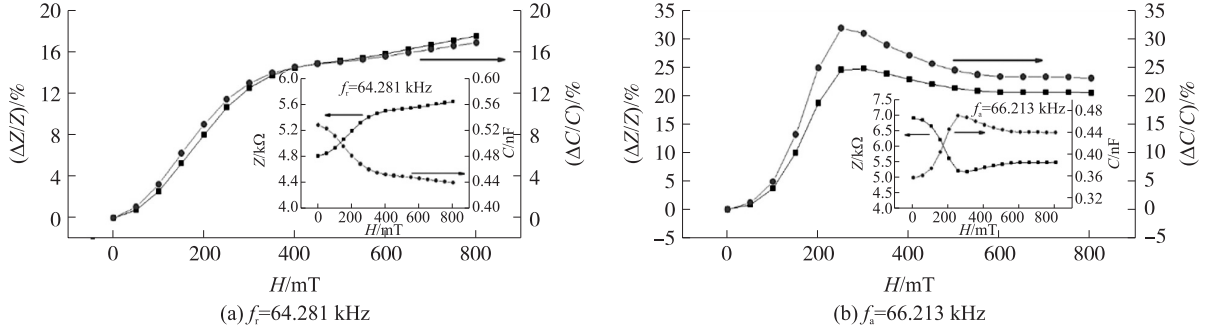 20
16
12
8
4
0
(ΔZ/Z)/%
20
16
12
8
4
0
(ΔC/C)/%
0 200 400 600 800
H/mT
6.0
5.6
5.2
4.8
4.4
4.0
Z/kΩ
fr=64.281 kHz
0.60
0.56
0.52
0.48
0.44
0.40
C/nF
0 200 400 600 800
H/mT
(a) fr=64.281 kHz
35
30
25
20
15
10
5
0
−5
(ΔZ/Z)/%
35
30
25
20
15
10
5
0
−5
(ΔC/C)/%
0 200 400 600 800
H/mT
7.5
7.0
6.5
6.0
5.5
5.0
4.5
4.0
Z/kΩ
fa=66.213 kHz
0.48
0.44
0.40
0.36
0.32
C/nF
0 200 400 600 800
H/mT
(b) fa=66.213 kHz